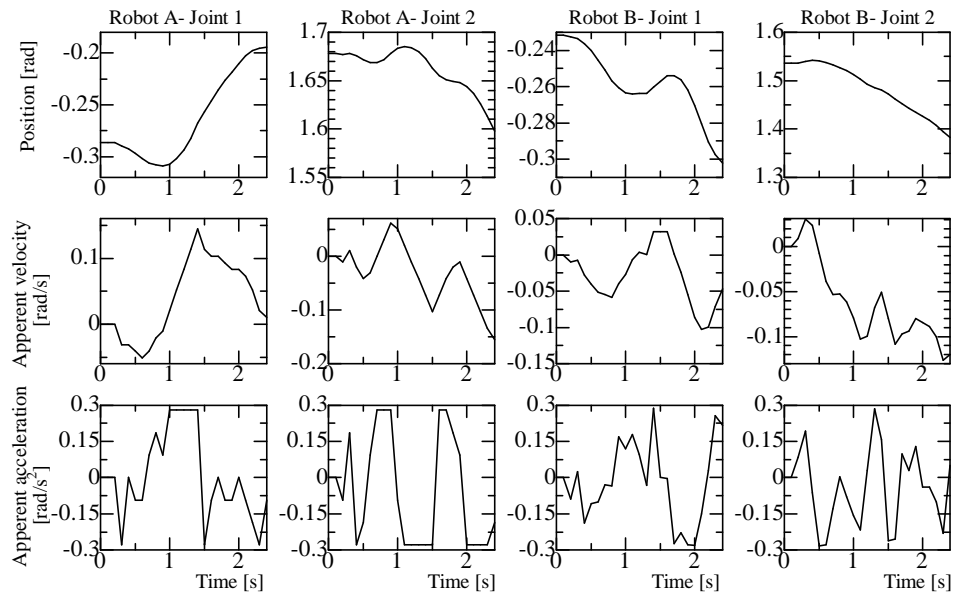 Robot A- Joint 1 Robot A- Joint 2 Robot B- Joint 1 Robot B- Joint 2
Position [rad]
-0.2 -0.25 -0.3
0 1 2
1.7 1.65 1.6 1.55
0 1 2
-0.24 -0.26 -0.28 -0.3
0 1 2
1.6 1.5 1.4 1.3
0 1 2
Apperent velocity
[rad/s]
0.1 0
0 1 2
0 -0.1 -0.2
0 1 2
0.05 0 -0.05 -0.1 -0.15
0 1 2
0 -0.05 -0.1
0 1 2
Apperent acceleration
[rad/s²]
0.3 0.15 0 -0.15 -0.3
0 1 2
0.3 0.15 0 -0.15 -0.3
0 1 2
0.3 0.15 0 -0.15 -0.3
0 1 2
0.3 0.15 0 -0.15 -0.3
0 1 2
Time [s] Time [s] Time [s] Time [s]